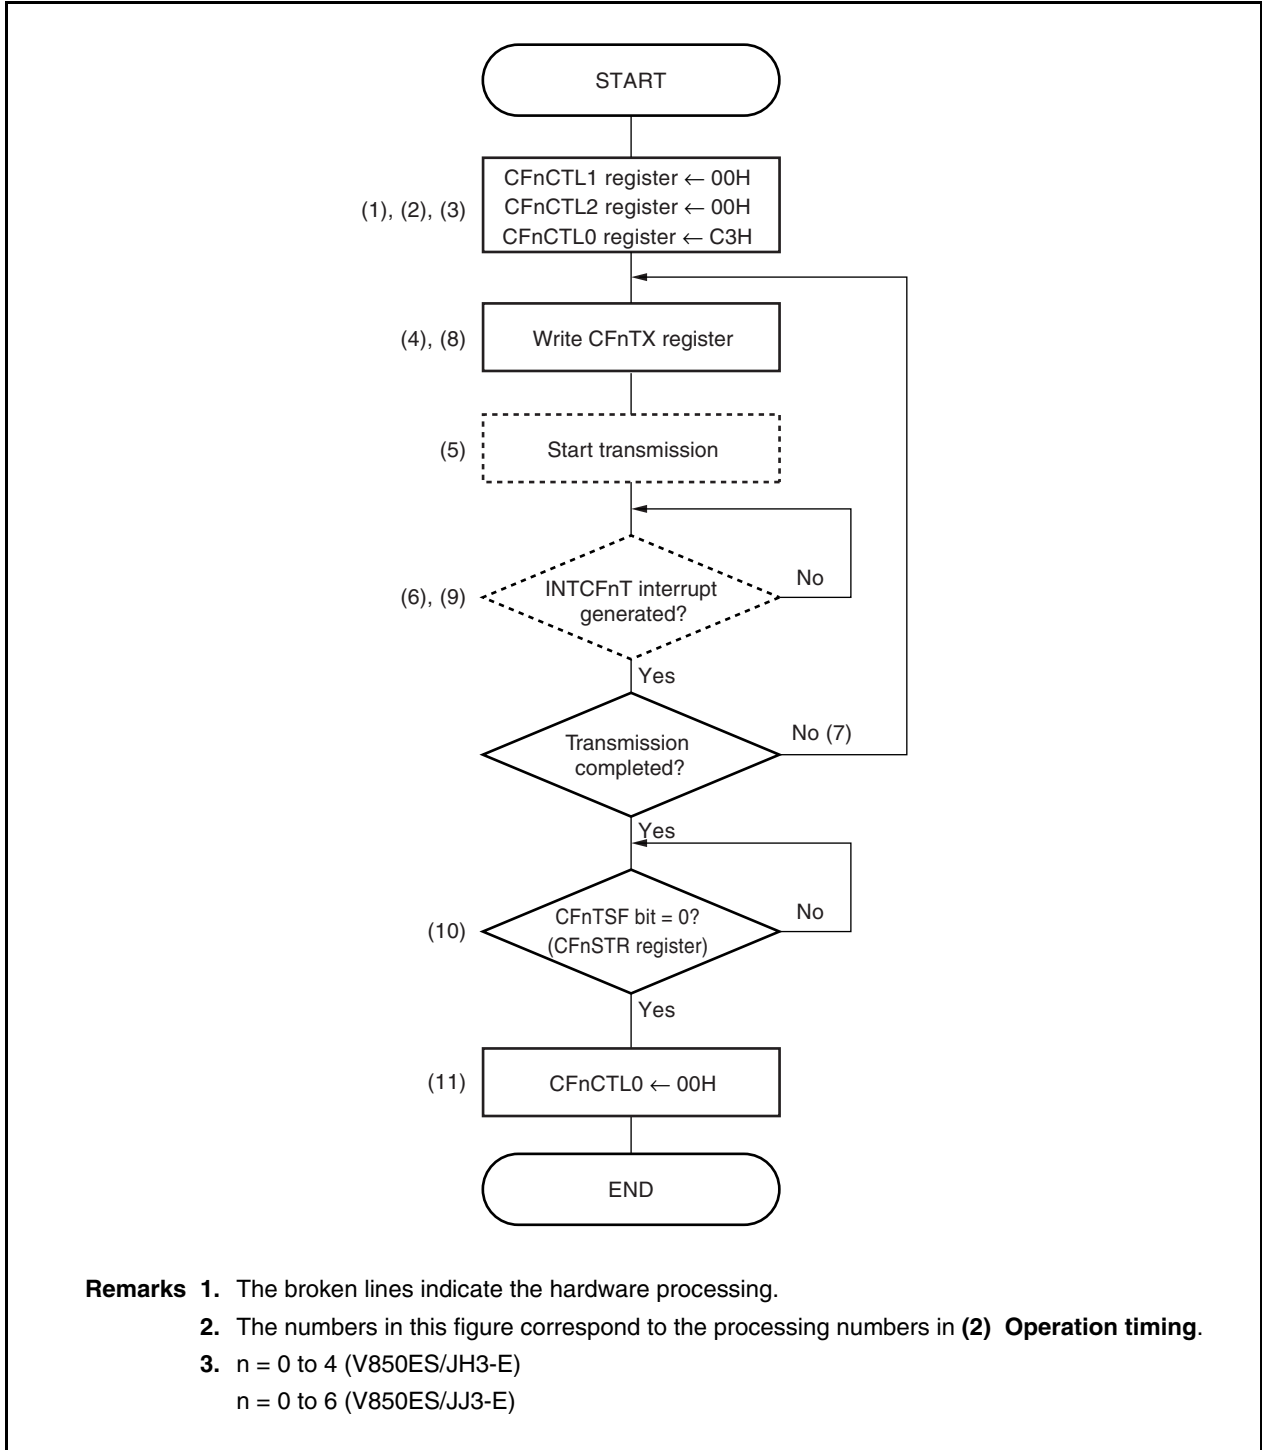 START
(1), (2), (3)
CFnCTL1 register ← 00H
CFnCTL2 register ← 00H
CFnCTL0 register ← C3H
(4), (8)
Write CFnTX register
(5)
Start transmission
(6), (9)
INTCFnT interrupt
generated?
No
Yes
Transmission
completed?
No (7)
Yes
(10)
CFnTSF bit = 0?
(CFnSTR register)
No
Yes
(11)
CFnCTL0 ← 00H
END
Remarks 1. The broken lines indicate the hardware processing.
2. The numbers in this figure correspond to the processing numbers in (2) Operation timing.
3. n = 0 to 4 (V850ES/JH3-E)
n = 0 to 6 (V850ES/JJ3-E)